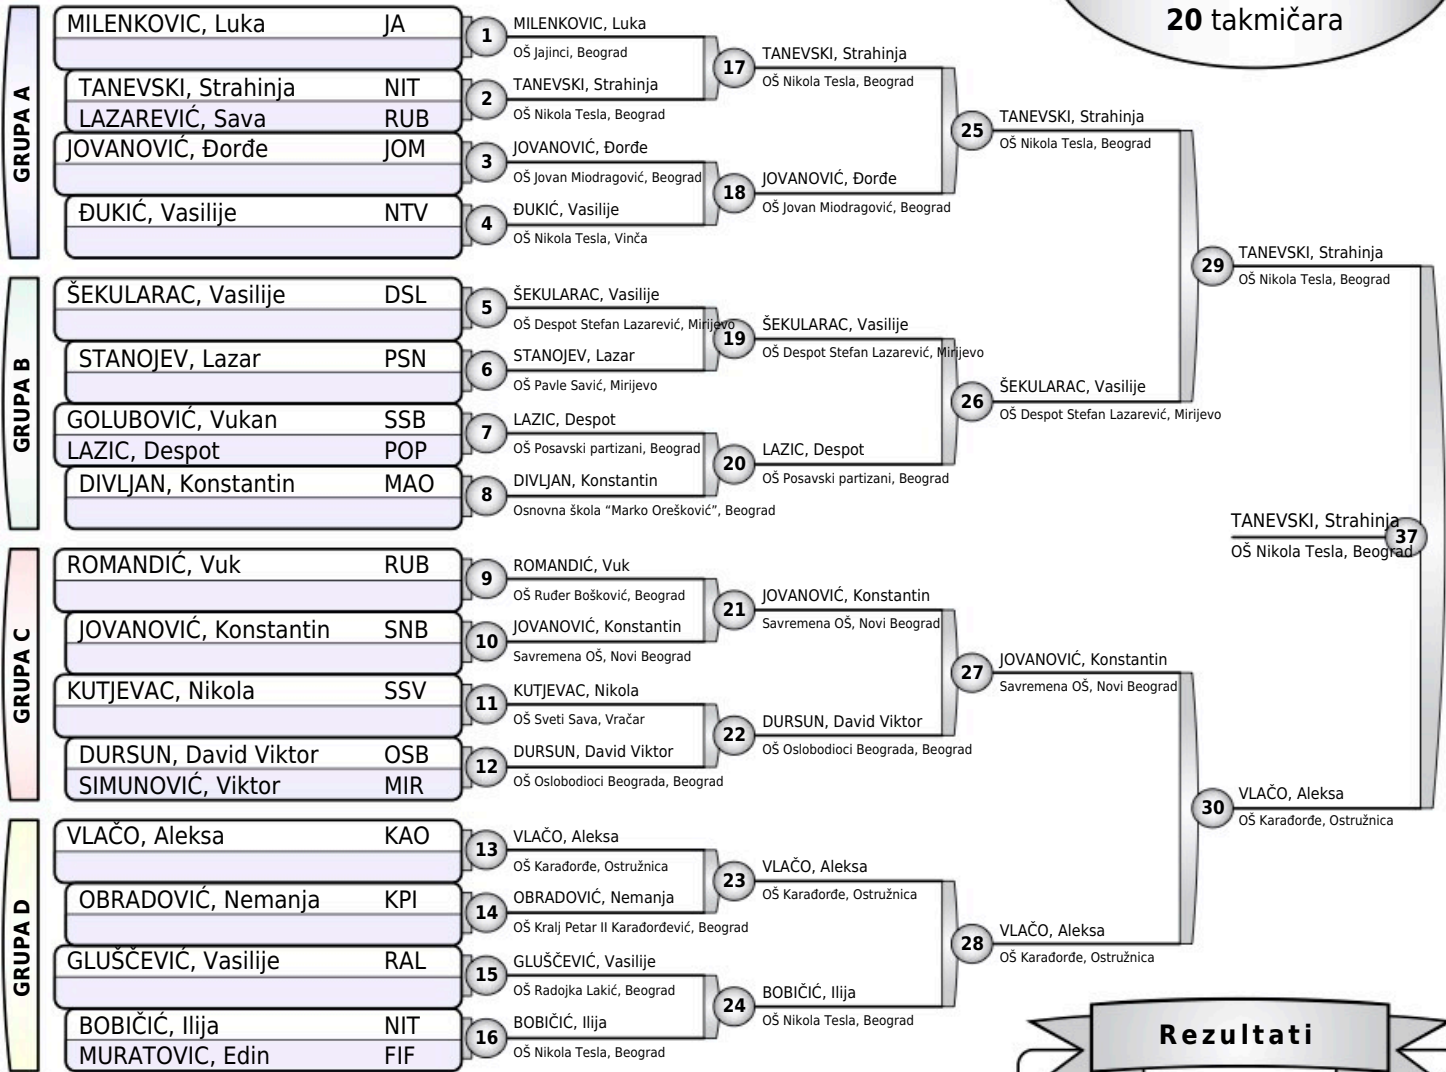 20 takmičara
GRUPA A
MILENKOVIC, Luka JA
TANEVSKI, Strahinja NIT
LAZAREVIĆ, Sava RUB
JOVANOVIĆ, Đorđe JOM
ĐUKIĆ, Vasilije NTV
GRUPA B
ŠEKULARAC, Vasilije DSL
STANOJEV, Lazar PSN
GOLUBOVIĆ, Vukan SSB
LAZIC, Despot POP
DIVLJAN, Konstantin MAO
GRUPA C
ROMANDIĆ, Vuk RUB
JOVANOVIĆ, Konstantin SNB
KUTJEVAC, Nikola SSV
DURSUN, David Viktor OSB
SIMUNOVIĆ, Viktor MIR
GRUPA D
VLAČO, Aleksa KAO
OBRADOVIĆ, Nemanja KPI
GLUŠČEVIĆ, Vasilije RAL
BOBIČIĆ, Ilija NIT
MURATOVIC, Edin FIF
1 MILENKOVIC, Luka
OŠ Jajinci, Beograd
2 TANEVSKI, Strahinja
OŠ Nikola Tesla, Beograd
3 JOVANOVIĆ, Đorđe
OŠ Jovan Miodragović, Beograd
4 ĐUKIĆ, Vasilije
OŠ Nikola Tesla, Vinča
5 ŠEKULARAC, Vasilije
OŠ Despot Stefan Lazarević, Mirijevo
6 STANOJEV, Lazar
OŠ Pavle Savić, Mirijevo
7 LAZIC, Despot
OŠ Posavski partizani, Beograd
8 DIVLJAN, Konstantin
Osnovna škola “Marko Orešković”, Beograd
9 ROMANDIĆ, Vuk
OŠ Ruđer Bošković, Beograd
10 JOVANOVIĆ, Konstantin
Savremena OŠ, Novi Beograd
11 KUTJEVAC, Nikola
OŠ Sveti Sava, Vračar
12 DURSUN, David Viktor
OŠ Oslobodioci Beograda, Beograd
13 VLAČO, Aleksa
OŠ Karađorđe, Ostružnica
14 OBRADOVIĆ, Nemanja
OŠ Kralj Petar II Karađorđević, Beograd
15 GLUŠČEVIĆ, Vasilije
OŠ Radojka Lakić, Beograd
16 BOBIČIĆ, Ilija
OŠ Nikola Tesla, Beograd
17 TANEVSKI, Strahinja
OŠ Nikola Tesla, Beograd
18 JOVANOVIĆ, Đorđe
OŠ Jovan Miodragović, Beograd
19 ŠEKULARAC, Vasilije
OŠ Despot Stefan Lazarević, Mirijevo
20 LAZIC, Despot
OŠ Posavski partizani, Beograd
21 JOVANOVIĆ, Konstantin
Savremena OŠ, Novi Beograd
22 DURSUN, David Viktor
OŠ Oslobodioci Beograda, Beograd
23 VLAČO, Aleksa
OŠ Karađorđe, Ostružnica
24 BOBIČIĆ, Ilija
OŠ Nikola Tesla, Beograd
25 TANEVSKI, Strahinja
OŠ Nikola Tesla, Beograd
26 ŠEKULARAC, Vasilije
OŠ Despot Stefan Lazarević, Mirijevo
27 JOVANOVIĆ, Konstantin
Savremena OŠ, Novi Beograd
28 VLAČO, Aleksa
OŠ Karađorđe, Ostružnica
29 TANEVSKI, Strahinja
OŠ Nikola Tesla, Beograd
30 VLAČO, Aleksa
OŠ Karađorđe, Ostružnica
TANEVSKI, Strahinja 37
OŠ Nikola Tesla, Beograd
Rezultati